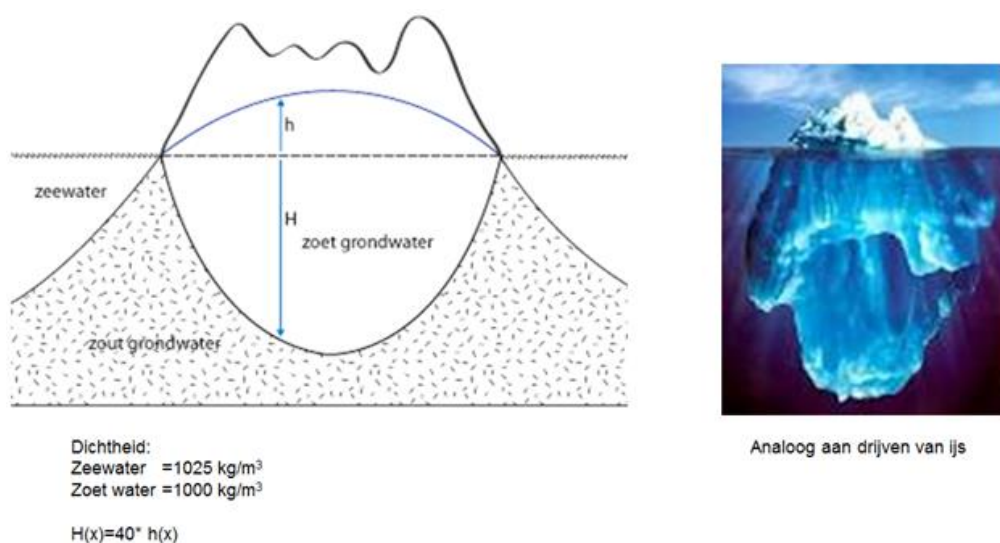 h
zeewater
H
zoet grondwater
zout grondwater
Dichtheid:
Zeewater =1025 kg/m³
Zoet water =1000 kg/m³
H(x)=40* h(x)
Analoog aan drijven van ijs